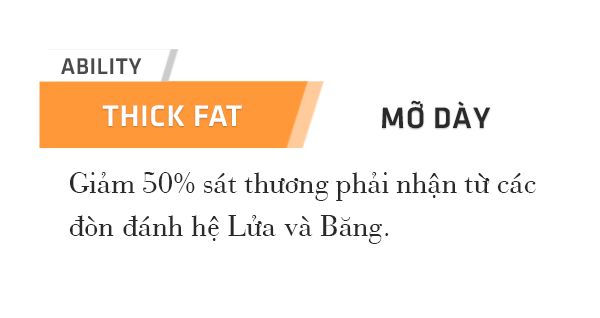 ABILITY
THICK FAT
MỠ DÀY
Giảm 50% sát thương phải nhận từ các
đòn đánh hệ Lửa và Băng.